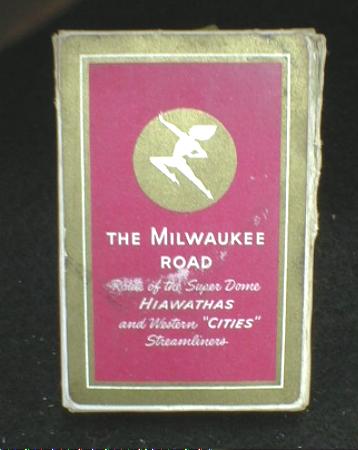 THE MILWAUKEE
ROAD
Route of the Super Dome
HIAWATHAS
and Western "CITIES"
Streamliners